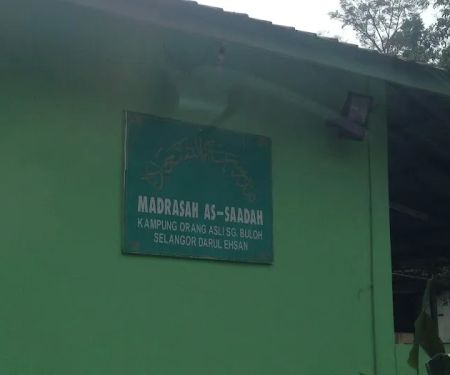 MADRASAH AS-SAADAH
KAMPUNG ORANG ASLI SG. BULOH
SELANGOR DARUL EHSAN